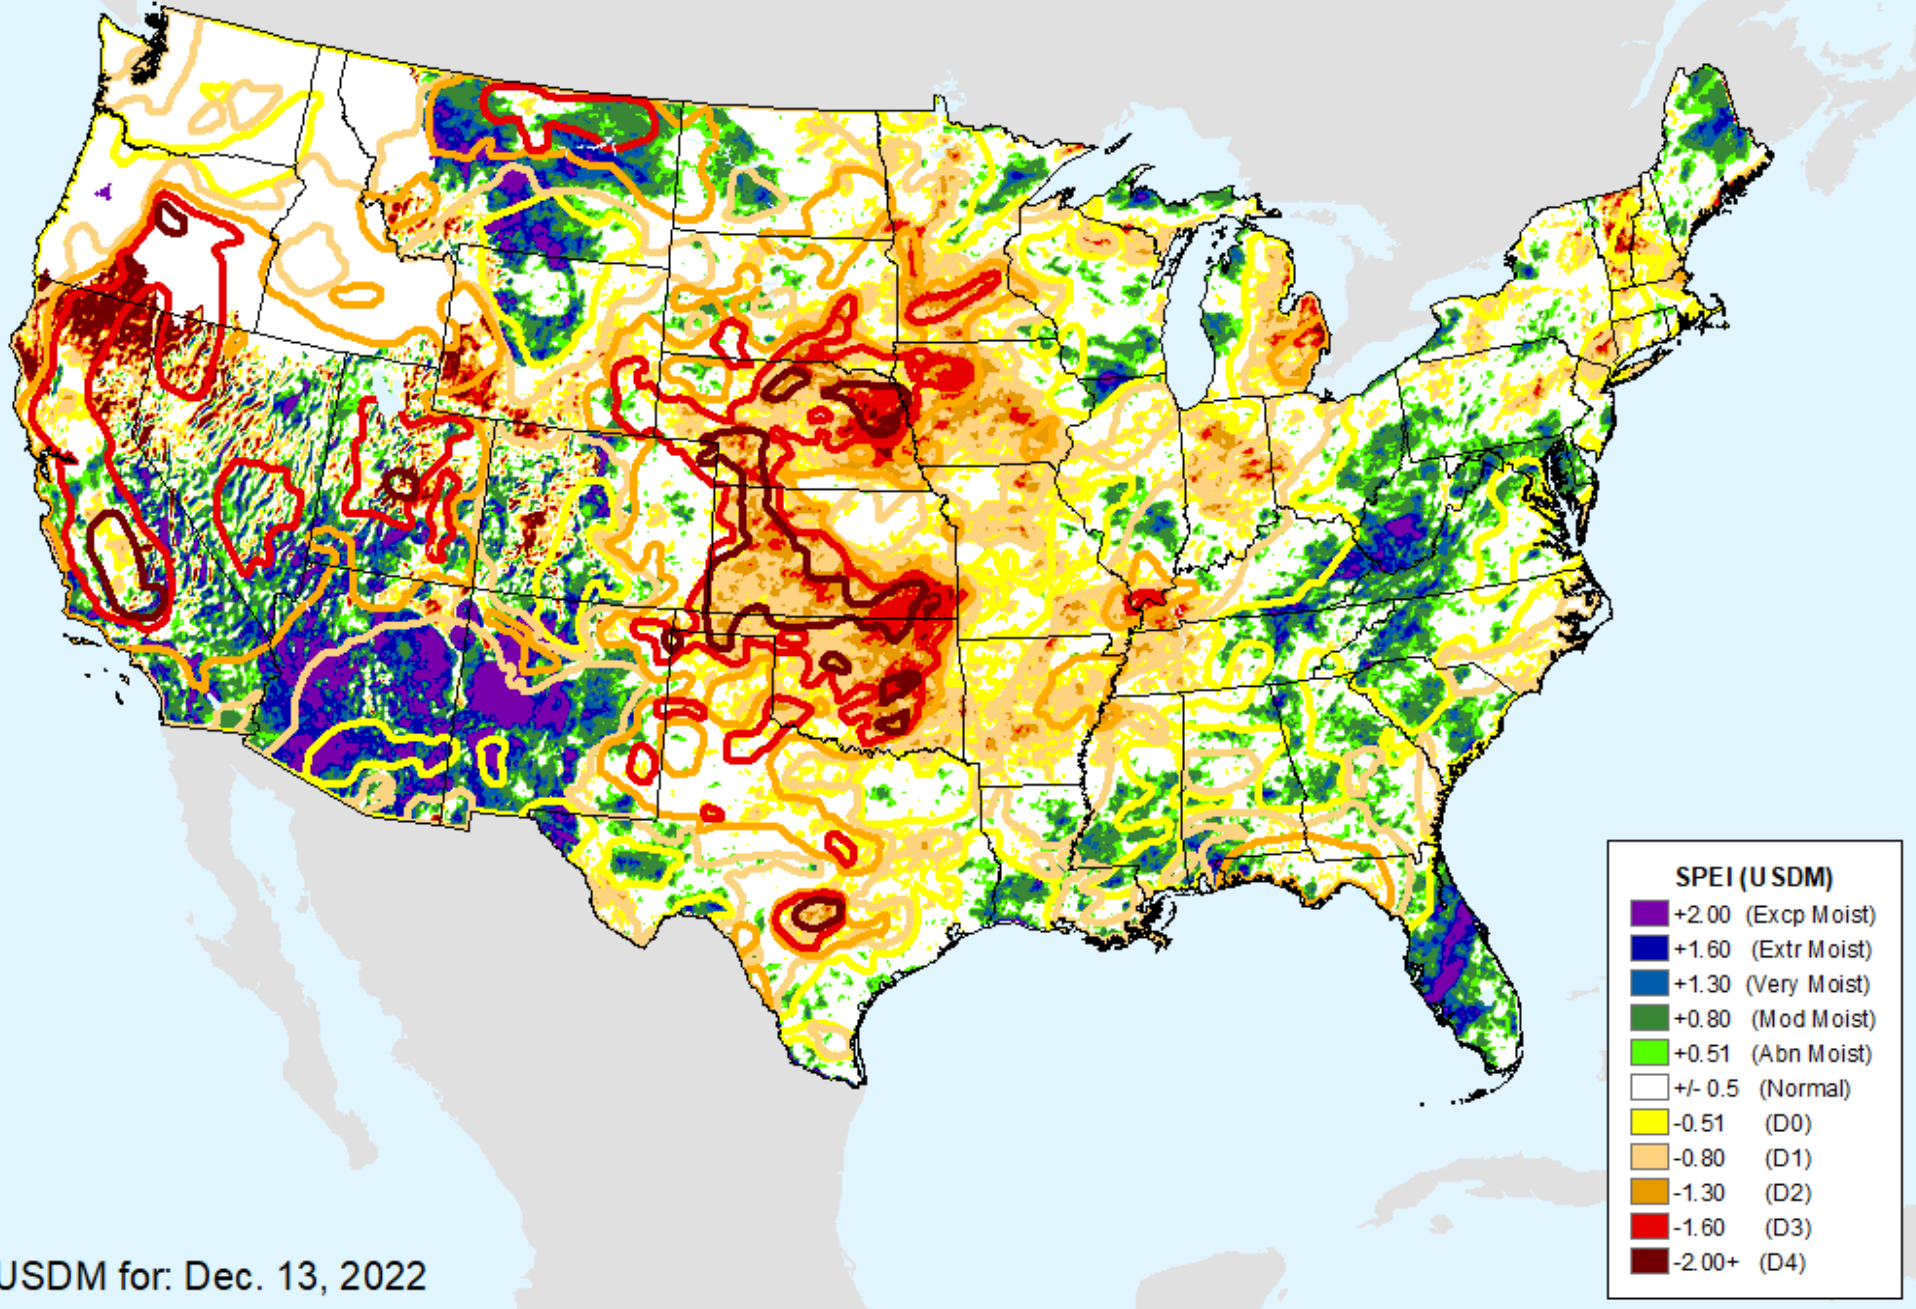 SPEI (USDM)
+2.00 (Excp Moist)
+1.60 (Extr Moist)
+1.30 (Very Moist)
+0.80 (Mod Moist)
+0.51 (Abn Moist)
+/- 0.5 (Normal)
-0.51 (D0)
-0.80 (D1)
-1.30 (D2)
-1.60 (D3)
-2.00+ (D4)
USDM for: Dec. 13, 2022